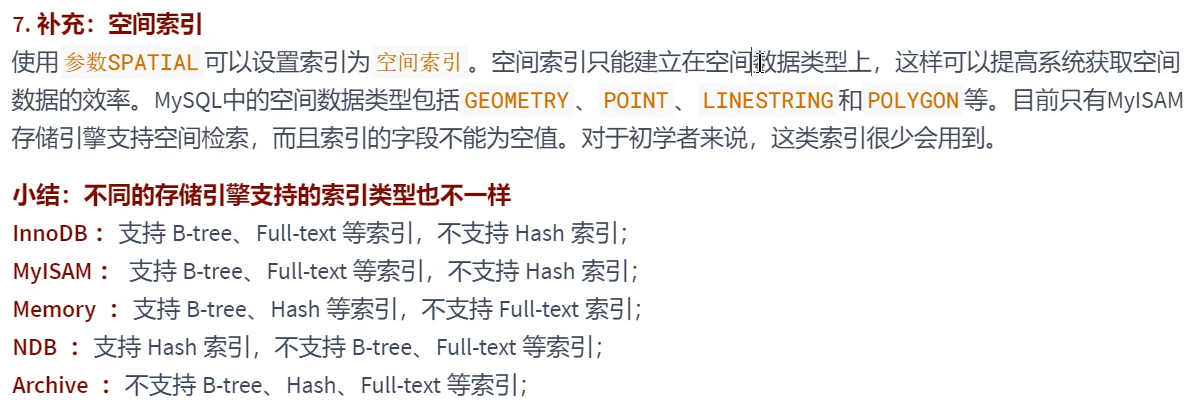 7. 补充：空间索引
使用 参数SPATIAL 可以设置索引为 空间索引 。空间索引只能建立在空间数据类型上，这样可以提高系统获取空间
数据的效率。MySQL中的空间数据类型包括 GEOMETRY 、 POINT 、 LINESTRING 和 POLYGON 等。目前只有MyISAM
存储引擎支持空间检索，而且索引的字段不能为空值。对于初学者来说，这类索引很少会用到。
小结：不同的存储引擎支持的索引类型也不一样
InnoDB ： 支持 B-tree、Full-text 等索引，不支持 Hash 索引；
MyISAM ： 支持 B-tree、Full-text 等索引，不支持 Hash 索引；
Memory ： 支持 B-tree、Hash 等索引，不支持 Full-text 索引；
NDB ： 支持 Hash 索引，不支持 B-tree、Full-text 等索引；
Archive ： 不支持 B-tree、Hash、Full-text 等索引；